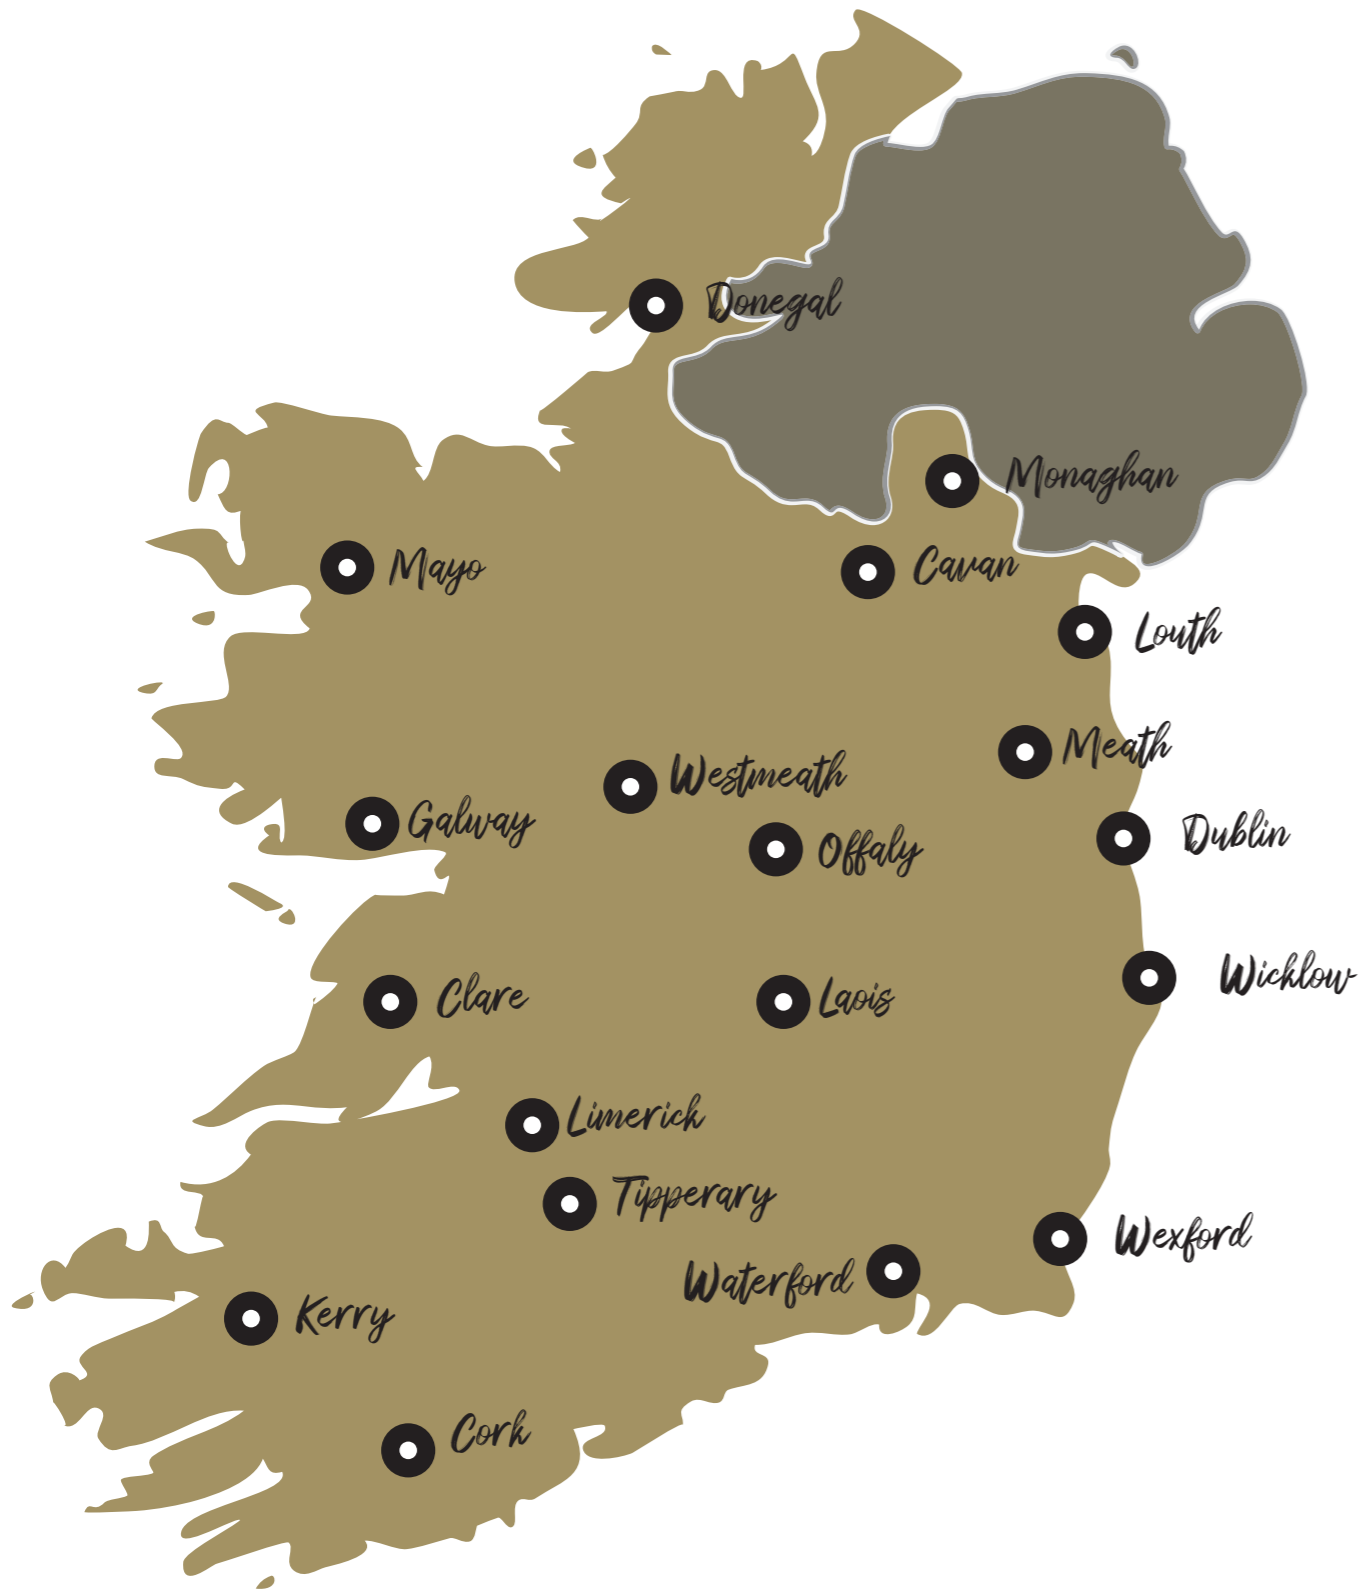 Donegal
Monaghan
Mayo
Cavan
Louth
Meath
Westmeath
Galway
Offaly
Dublin
Wicklow
Clare
Laois
Limerick
Tipperary
Wexford
Waterford
Kerry
Cork